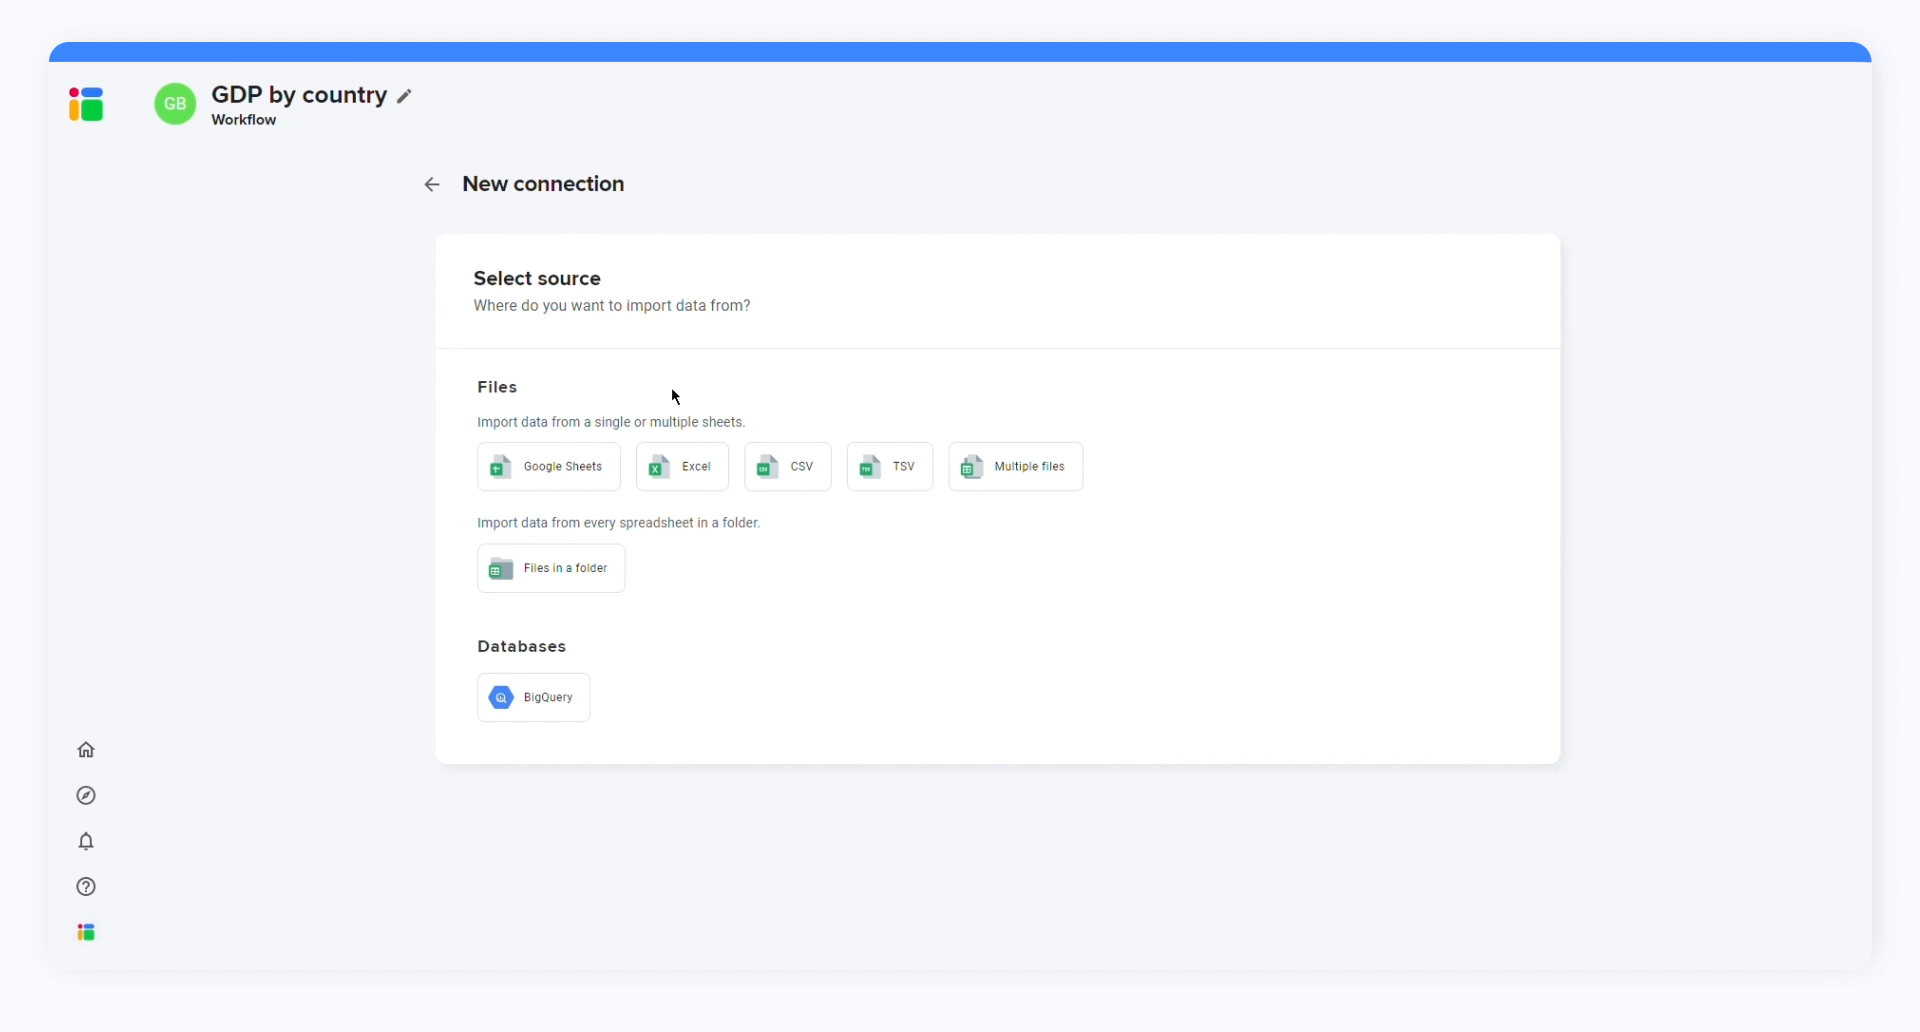 GB
GDP by country
Workflow
New connection
Select source
Where do you want to import data from?
Files
Import data from a single or multiple sheets.
Google Sheets
Excel
CSV
TSV
Multiple files
Import data from every spreadsheet in a folder.
Files in a folder
Databases
BigQuery